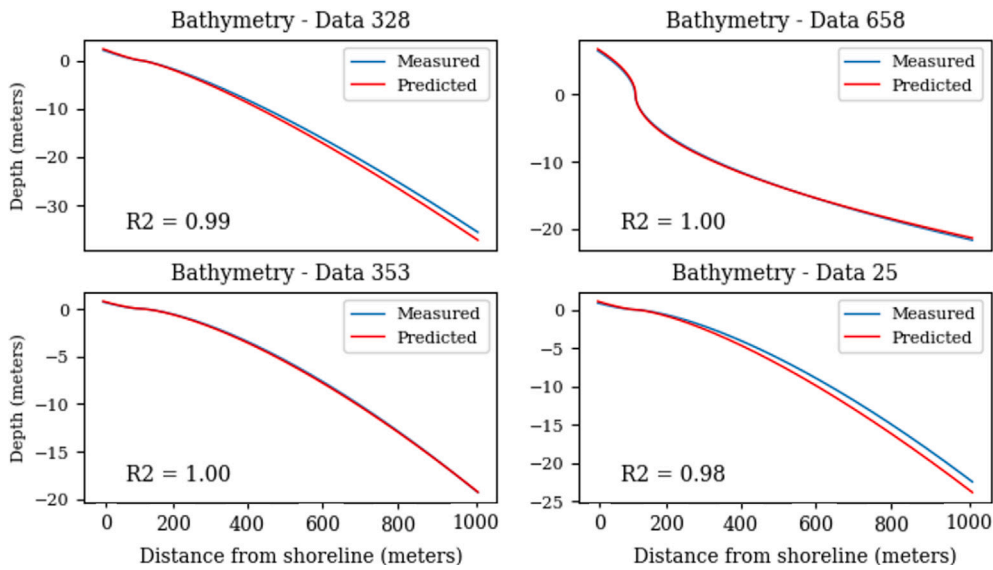 Bathymetry - Data 328
Depth (meters)
0
−10
−20
−30
Measured
Predicted
R2 = 0.99
Bathymetry - Data 658
0
−10
−20
Measured
Predicted
R2 = 1.00
Bathymetry - Data 353
Depth (meters)
0
−5
−10
−15
−20
Measured
Predicted
R2 = 1.00
0 200 400 600 800 1000
Distance from shoreline (meters)
Bathymetry - Data 25
0
−5
−10
−15
−20
−25
Measured
Predicted
R2 = 0.98
0 200 400 600 800 1000
Distance from shoreline (meters)